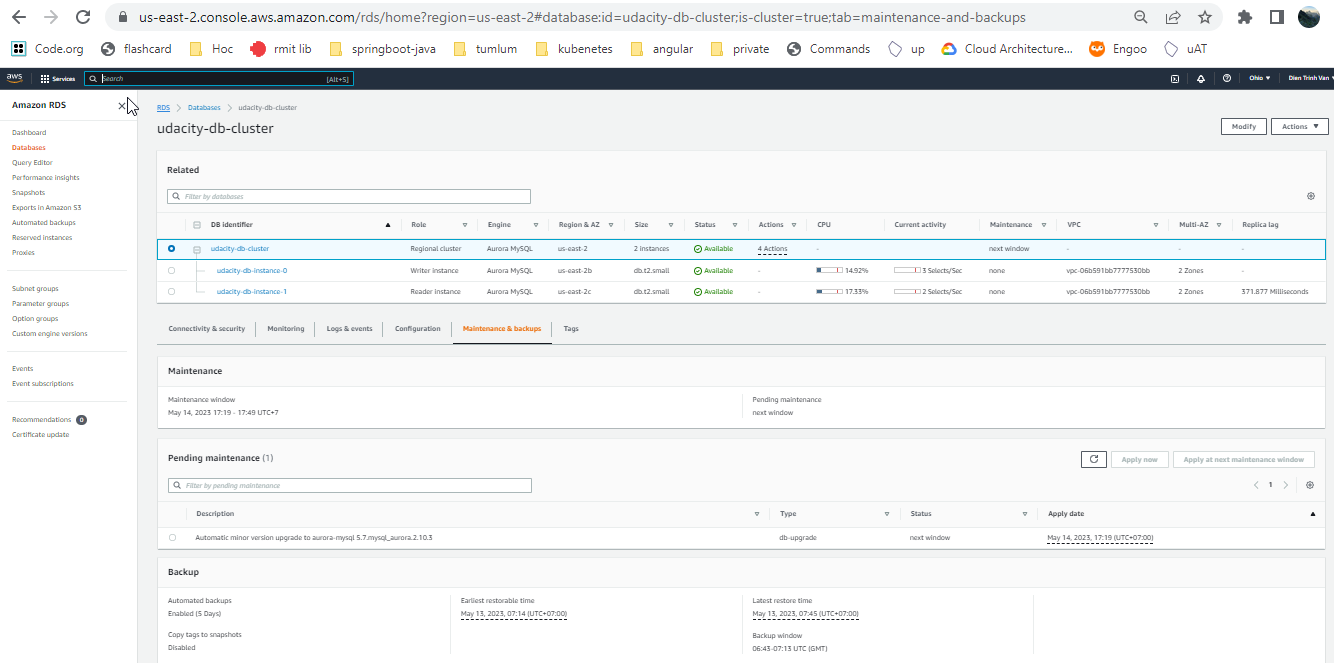 us-east-2.console.aws.amazon.com/rds/home?region=us-east-2#database:id=udacity-db-cluster;is-cluster=true;tab=maintenance-and-backups
Code.org flashcard Hoc rmit lib springboot-java tumlum kubenetes angular private Commands up Cloud Architecture... Engoo uAT
aws Services Search [Alt+S] Ohio Dien Trinh Van
Amazon RDS
Dashboard
Databases
Query Editor
Performance insights
Snapshots
Exports in Amazon S3
Automated backups
Reserved instances
Proxies
Subnet groups
Parameter groups
Option groups
Custom engine versions
Events
Event subscriptions
Recommendations 0
Certificate update
RDS Databases udacity-db-cluster
udacity-db-cluster Modify Actions
Related
Filter by databases
DB identifier Role Engine Region & AZ Size Status Actions CPU Current activity Maintenance VPC Multi-AZ Replica lag
udacity-db-cluster Regional cluster Aurora MySQL us-east-2 2 instances Available 4 Actions - next window - - -
udacity-db-instance-0 Writer instance Aurora MySQL us-east-2b db.t2.small Available - 14.92% 3 Selects/Sec none vpc-06b591bb7777530bb 2 Zones -
udacity-db-instance-1 Reader instance Aurora MySQL us-east-2c db.t2.small Available - 17.33% 2 Selects/Sec none vpc-06b591bb7777530bb 2 Zones 371.877 Milliseconds
Connectivity & security Monitoring Logs & events Configuration Maintenance & backups Tags
Maintenance
Maintenance window Pending maintenance
May 14, 2023 17:19 - 17:49 UTC+7 next window
Pending maintenance (1) Apply now Apply at next maintenance window
Filter by pending maintenance 1
Description Type Status Apply date
Automatic minor version upgrade to aurora-mysql 5.7.mysql_aurora.2.10.3 db-upgrade next window May 14, 2023, 17:19 (UTC+07:00)
Backup
Automated backups Earliest restorable time Latest restore time
Enabled (5 Days) May 13, 2023, 07:14 (UTC+07:00) May 13, 2023, 07:45 (UTC+07:00)
Copy tags to snapshots Backup window
Disabled 06:43-07:13 UTC (GMT)